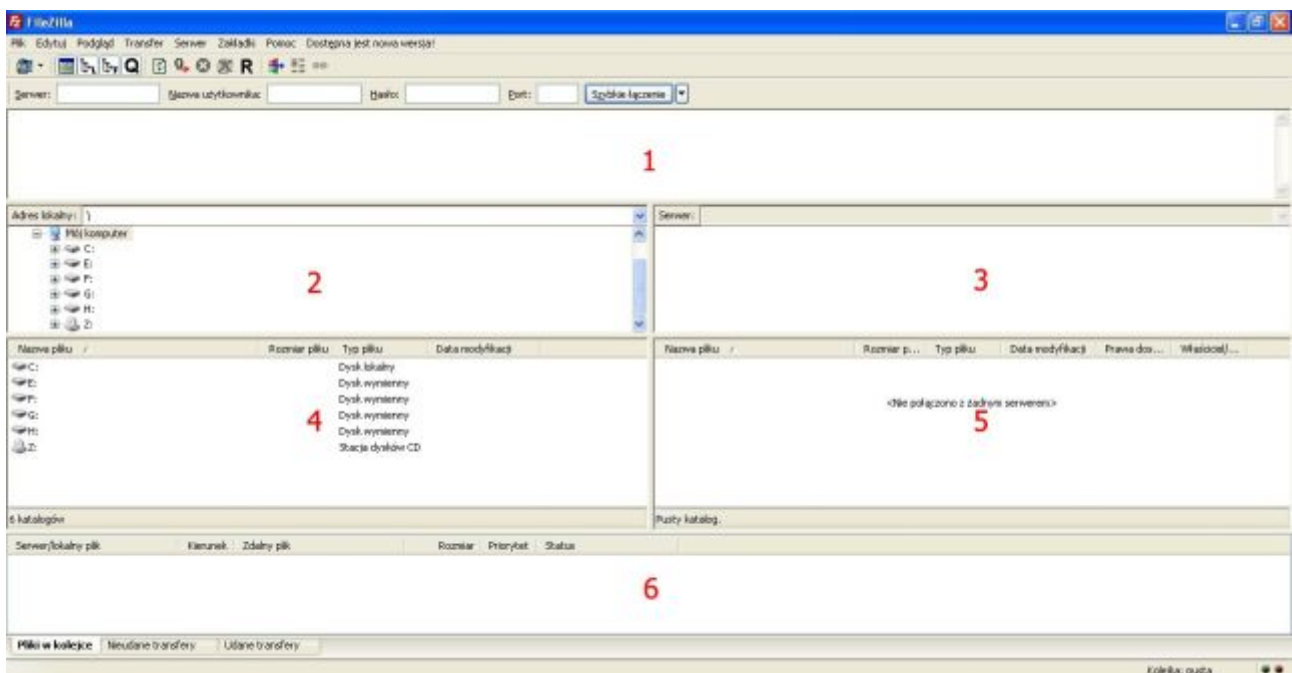 FileZilla
Plik Edytuj Podgląd Transfer Serwer Zakładki Pomoc Dostępna jest nowa wersja!
Serwer: Nazwa użytkownika: Hasło: Port: Szybkie łączenie
1
Adres lokalny: \ Serwer:
Mój komputer
C:
E:
F:
G:
H:
Z:
2
3
Nazwa pliku Rozmiar pliku Typ pliku Data modyfikacji
C: Dysk lokalny
E: Dysk wymienny
F: Dysk wymienny
G: Dysk wymienny
H: Dysk wymienny
Z: Stacja dysków CD
4
6 katalogów
Nazwa pliku Rozmiar p... Typ pliku Data modyfikacji Prawa dos... Właściciel/...
<Nie połączono z żadnym serwerem>
5
Pusty katalog.
Serwer/lokalny plik Kierunek Zdalny plik Rozmiar Priorytet Status
6
Pliki w kolejce Nieudane transfery Udane transfery
Kolejka: pusta